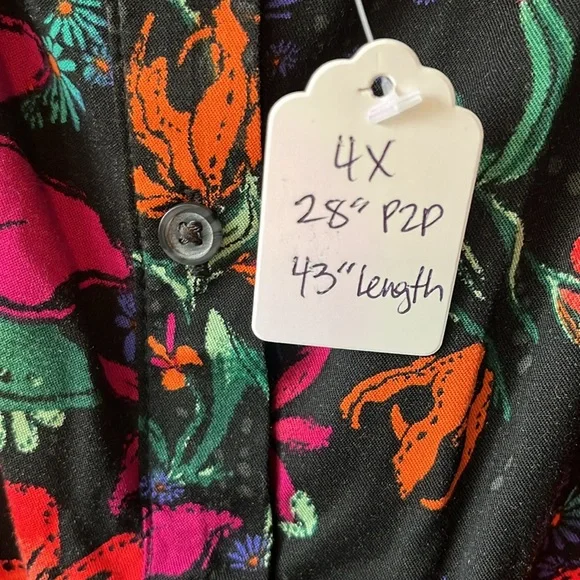 4X
28" P2P
43" Length